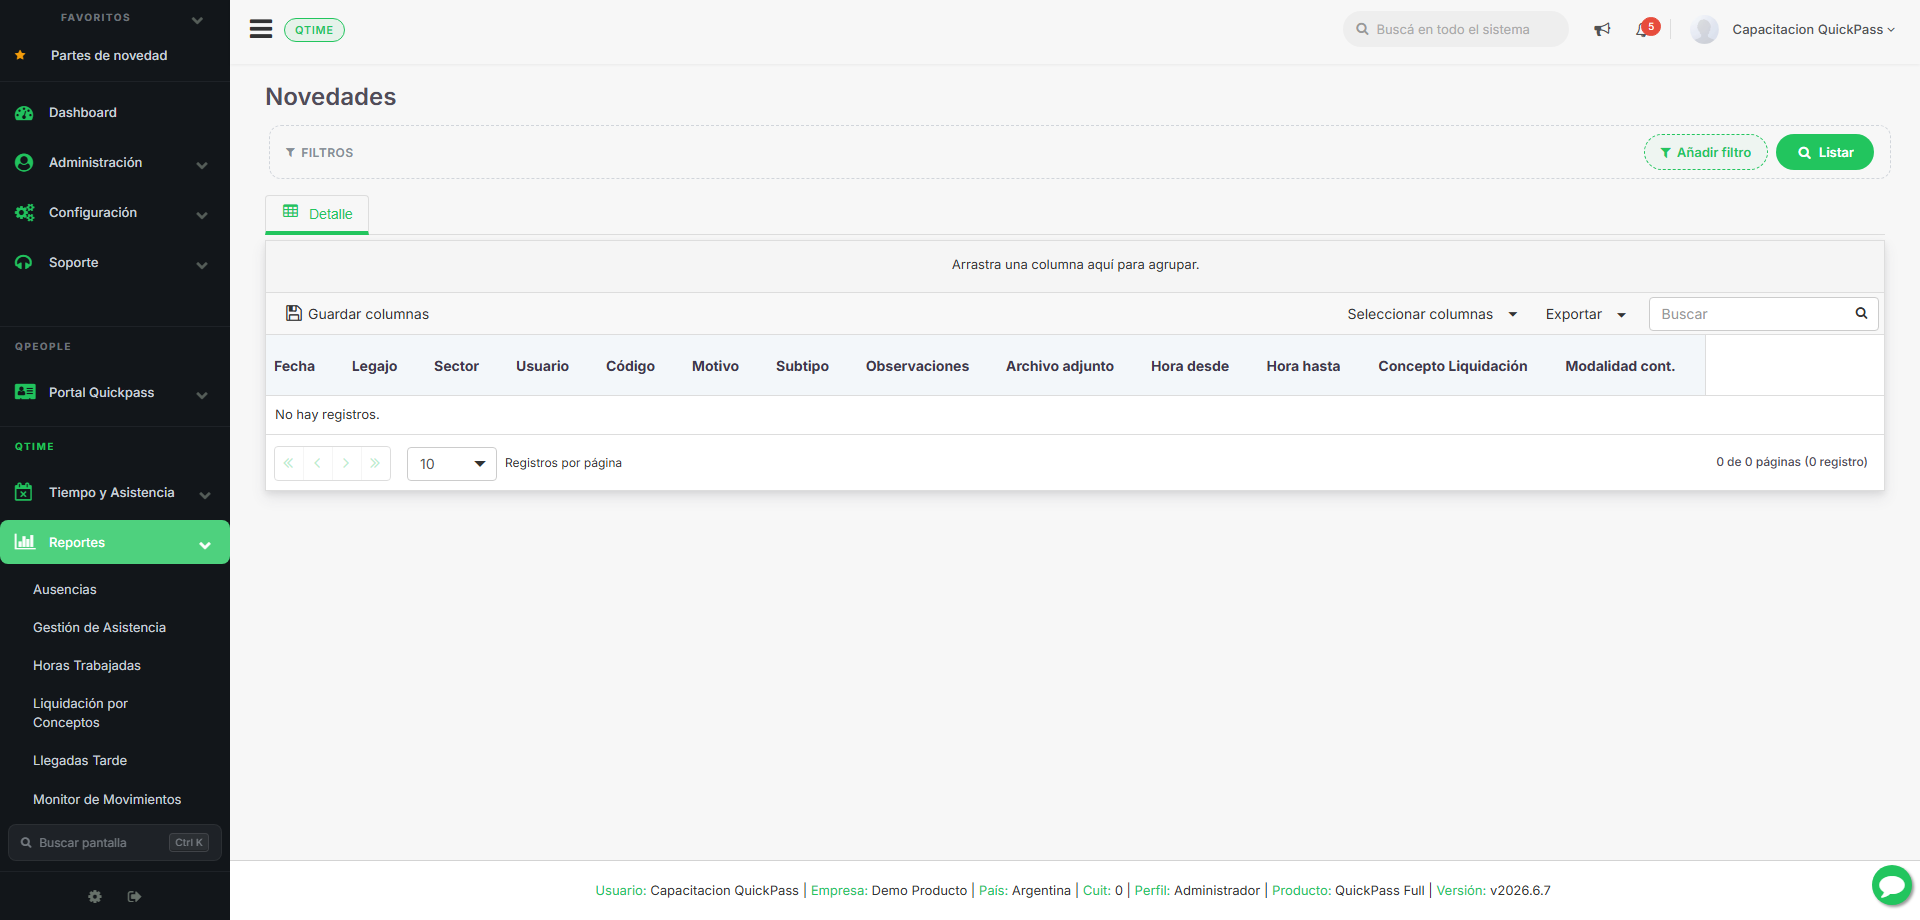 FAVORITOS
Partes de novedad
Dashboard
Administración
Configuración
Soporte
QPEOPLE
Portal Quickpass
QTIME
Tiempo y Asistencia
Reportes
Ausencias
Gestión de Asistencia
Horas Trabajadas
Liquidación por
Conceptos
Llegadas Tarde
Monitor de Movimientos
Buscar pantalla Ctrl K
QTIME
Buscá en todo el sistema
5
Capacitacion QuickPass
Novedades
FILTROS
Añadir filtro
Listar
Detalle
Arrastra una columna aquí para agrupar.
Guardar columnas
Seleccionar columnas
Exportar
Buscar
Fecha Legajo Sector Usuario Código Motivo Subtipo Observaciones Archivo adjunto Hora desde Hora hasta Concepto Liquidación Modalidad cont.
No hay registros.
10 Registros por página
0 de 0 páginas (0 registro)
Usuario: Capacitacion QuickPass | Empresa: Demo Producto | País: Argentina | Cuit: 0 | Perfil: Administrador | Producto: QuickPass Full | Versión: v2026.6.7